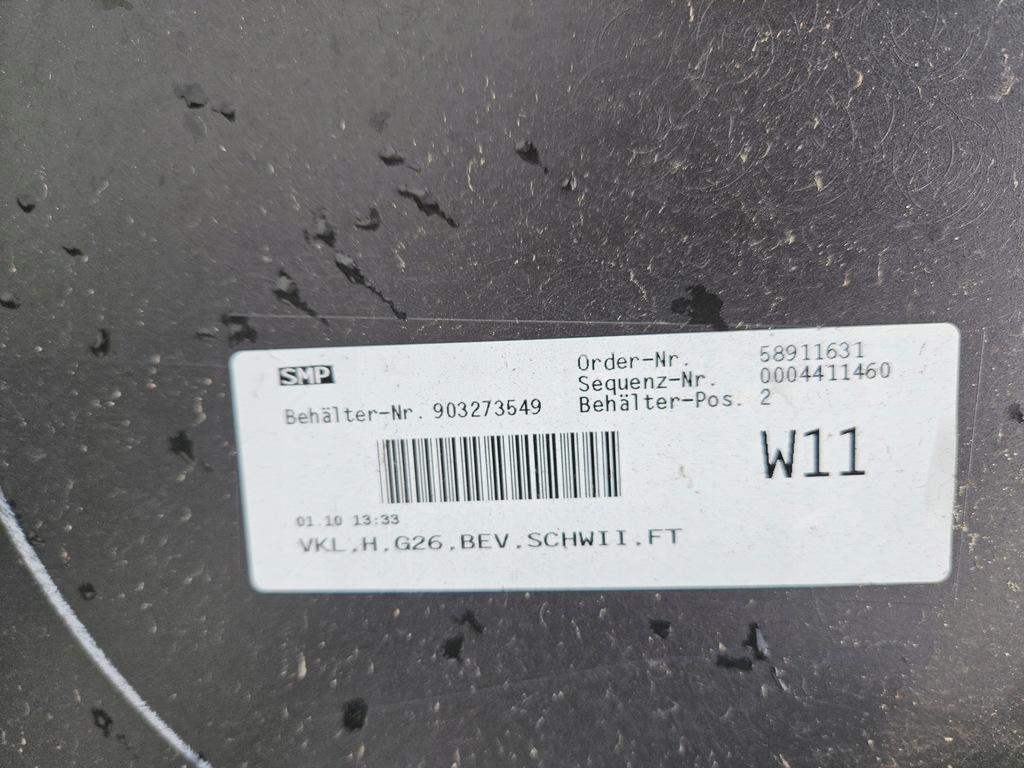 SMP
Order-Nr. 58911631
Sequenz-Nr. 0004411460
Behälter-Nr. 903273549
Behälter-Pos. 2
W11
01.10 13:33
VKL,H,G26,BEV,SCHWII,FT